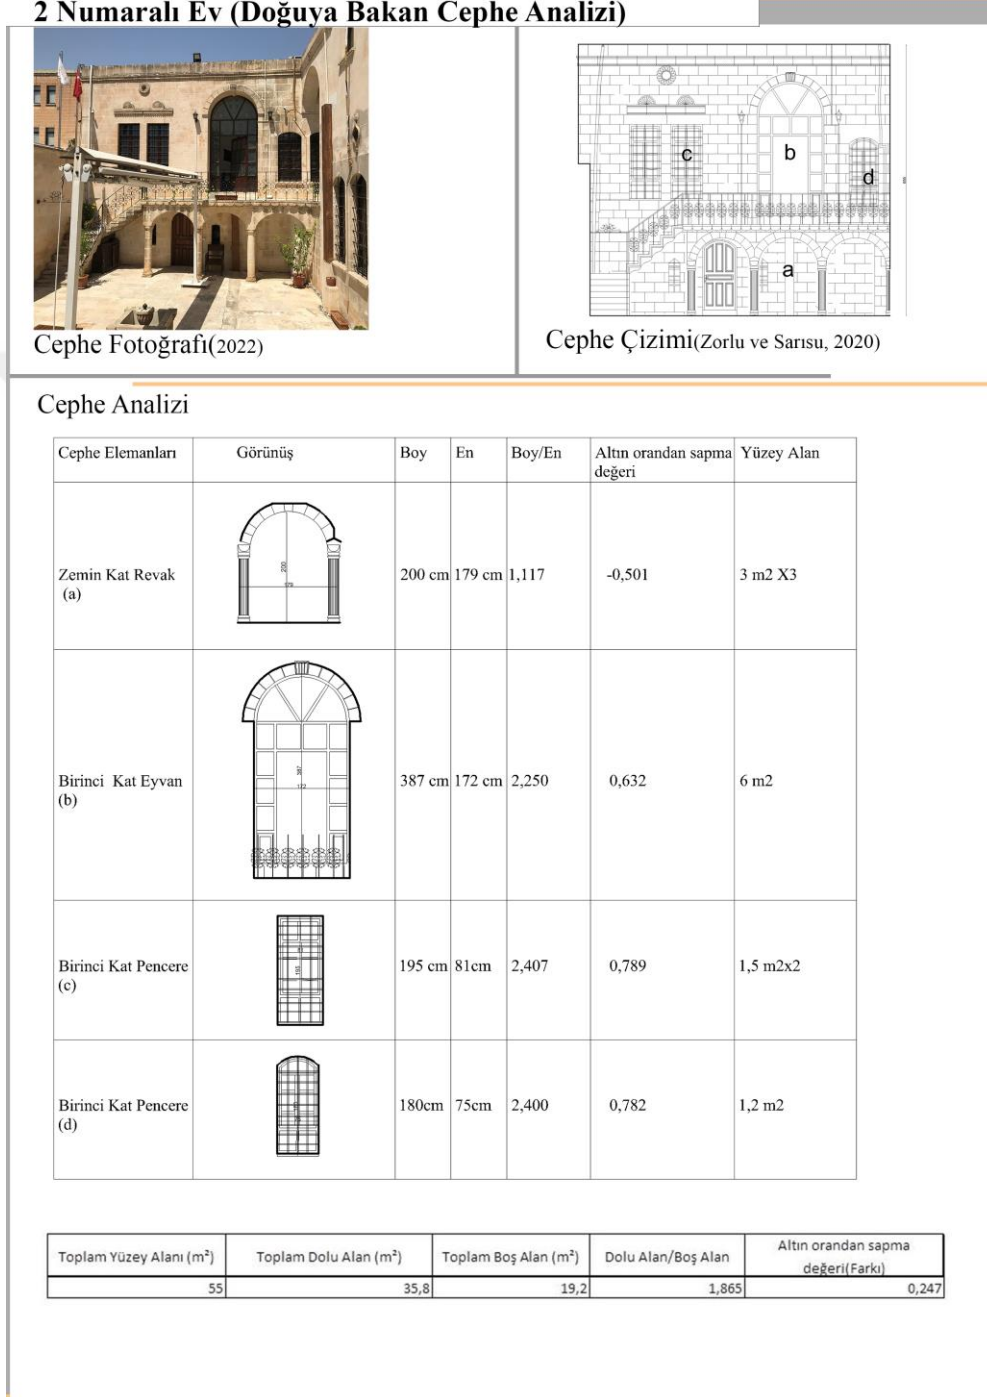 2 Numaralı Ev (Doğuya Bakan Cephe Analizi)
c
b
d
a
Cephe Fotoğrafı(2022)
Cephe Çizimi(Zorlu ve Sarısu, 2020)
Cephe Analizi
Cephe Elemanları Görünüş Boy En Boy/En Altın orandan sapma değeri Yüzey Alan
Zemin Kat Revak (a) 200 179 200 cm 179 cm 1,117 -0,501 3 m2 X3
Birinci Kat Eyvan (b) 387 172 387 cm 172 cm 2,250 0,632 6 m2
Birinci Kat Pencere (c) 195 195 cm 81cm 2,407 0,789 1,5 m2x2
Birinci Kat Pencere (d) 180cm 75cm 2,400 0,782 1,2 m2
Toplam Yüzey Alanı (m²) Toplam Dolu Alan (m²) Toplam Boş Alan (m²) Dolu Alan/Boş Alan Altın orandan sapma değeri(Farkı)
55 35,8 19,2 1,865 0,247